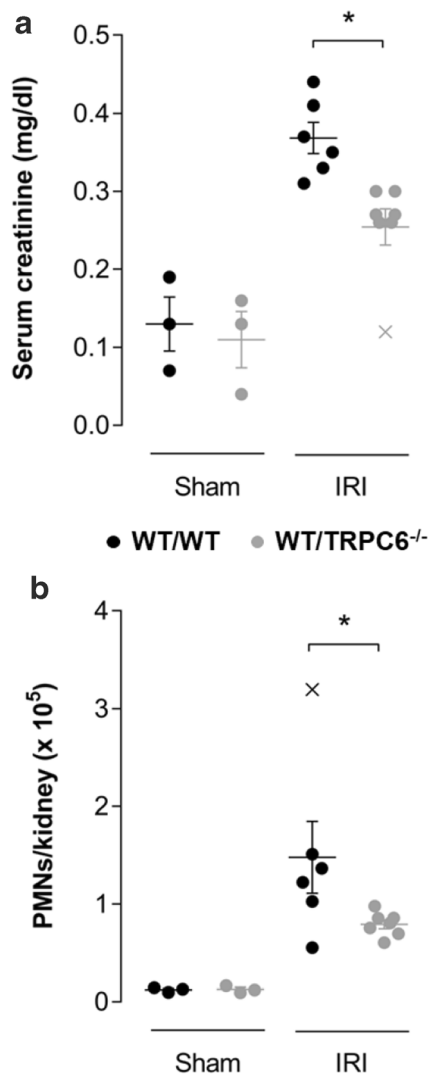 a
Serum creatinine (mg/dl)
0.5
0.4
0.3
0.2
0.1
0.0
*
Sham
IRI
WT/WT WT/TRPC6-/-
b
PMNs/kidney (x 10⁵)
4
3
2
1
0
*
Sham
IRI